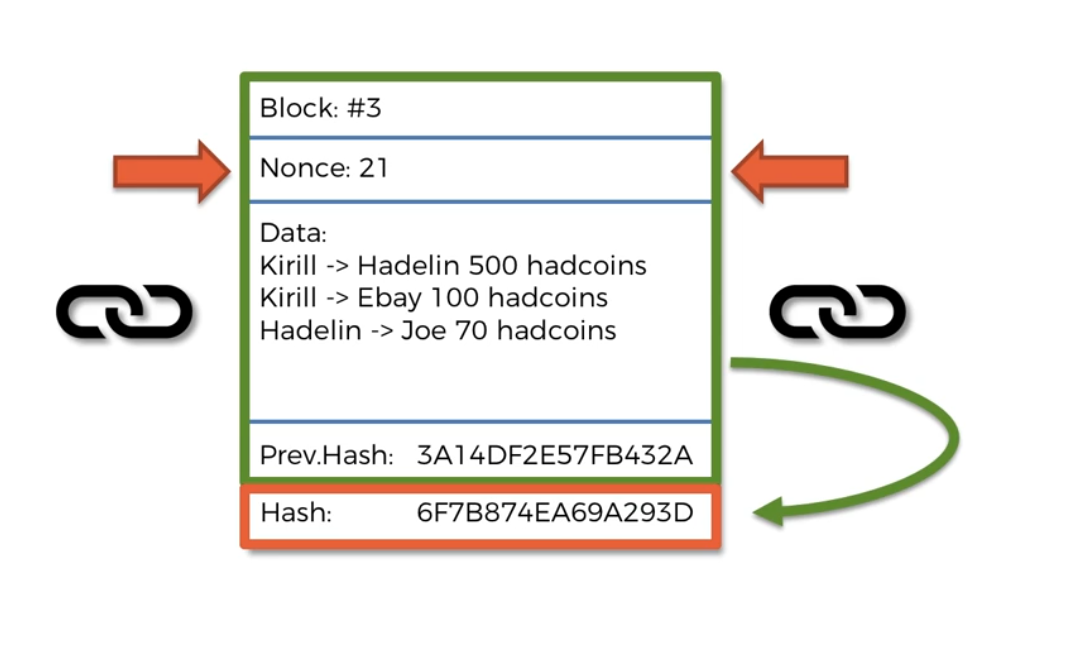 Block: #3
Nonce: 21
Data:
Kirill -> Hadelin 500 hadcoins
Kirill -> Ebay 100 hadcoins
Hadelin -> Joe 70 hadcoins
Prev.Hash: 3A14DF2E57FB432A
Hash: 6F7B874EA69A293D